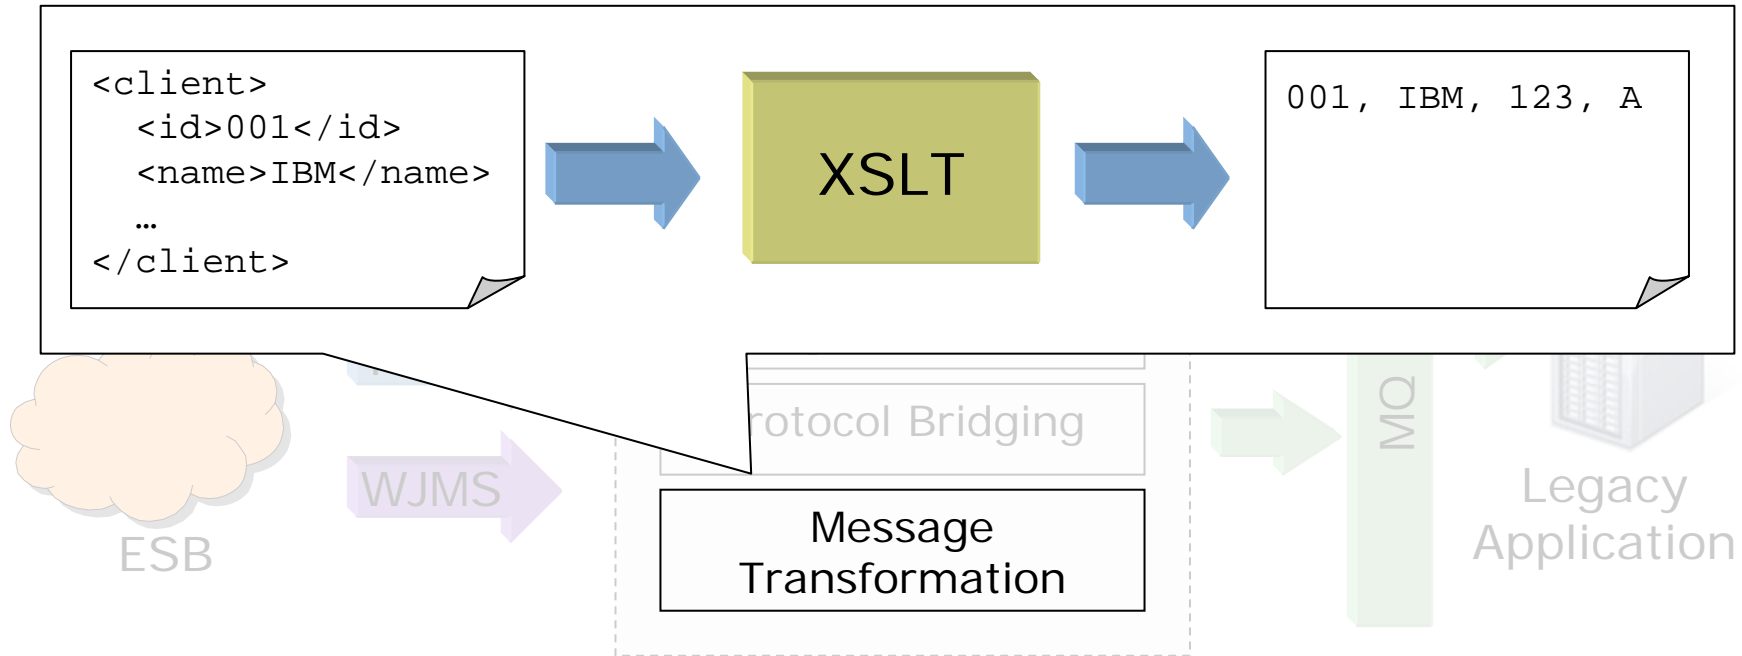 <client>
  <id>001</id>
  <name>IBM</name>
  …
</client>
XSLT
001, IBM, 123, A
rotocol Bridging
MQ
WJMS
ESB
Message
Transformation
Legacy
Application